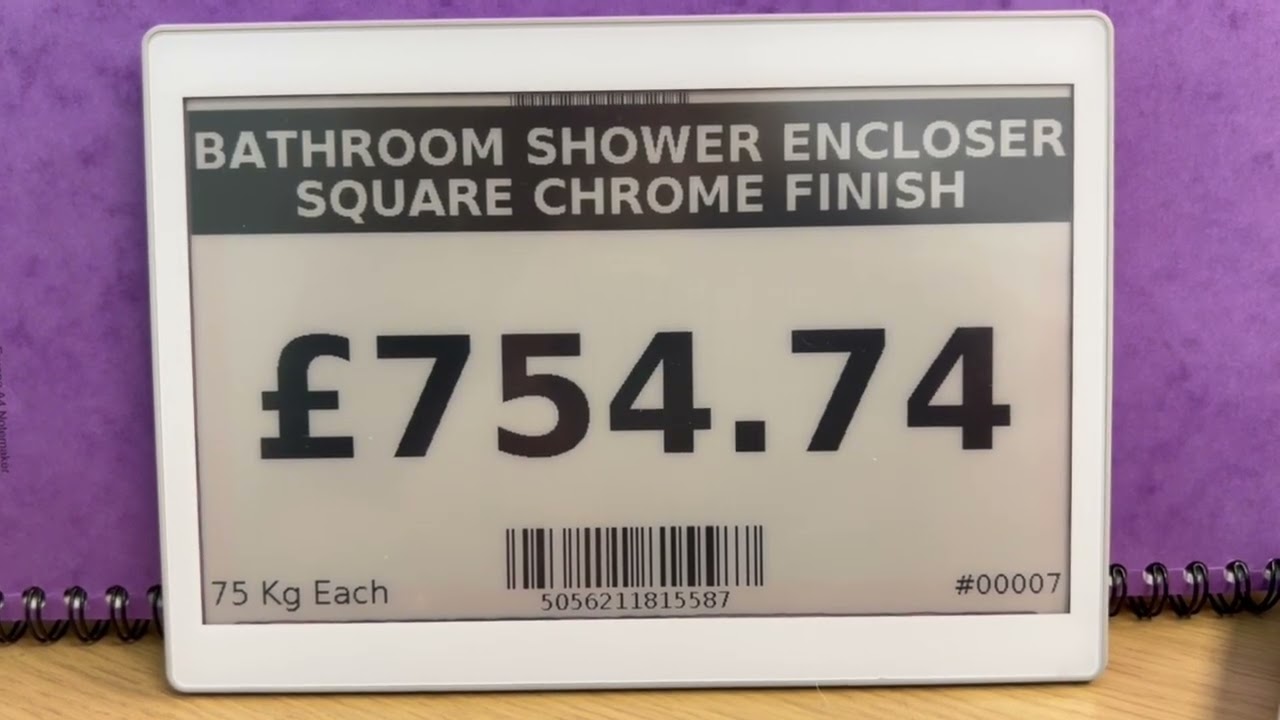 BATHROOM SHOWER ENCLOSER
SQUARE CHROME FINISH
£754.74
75 Kg Each
5056211815587
#00007